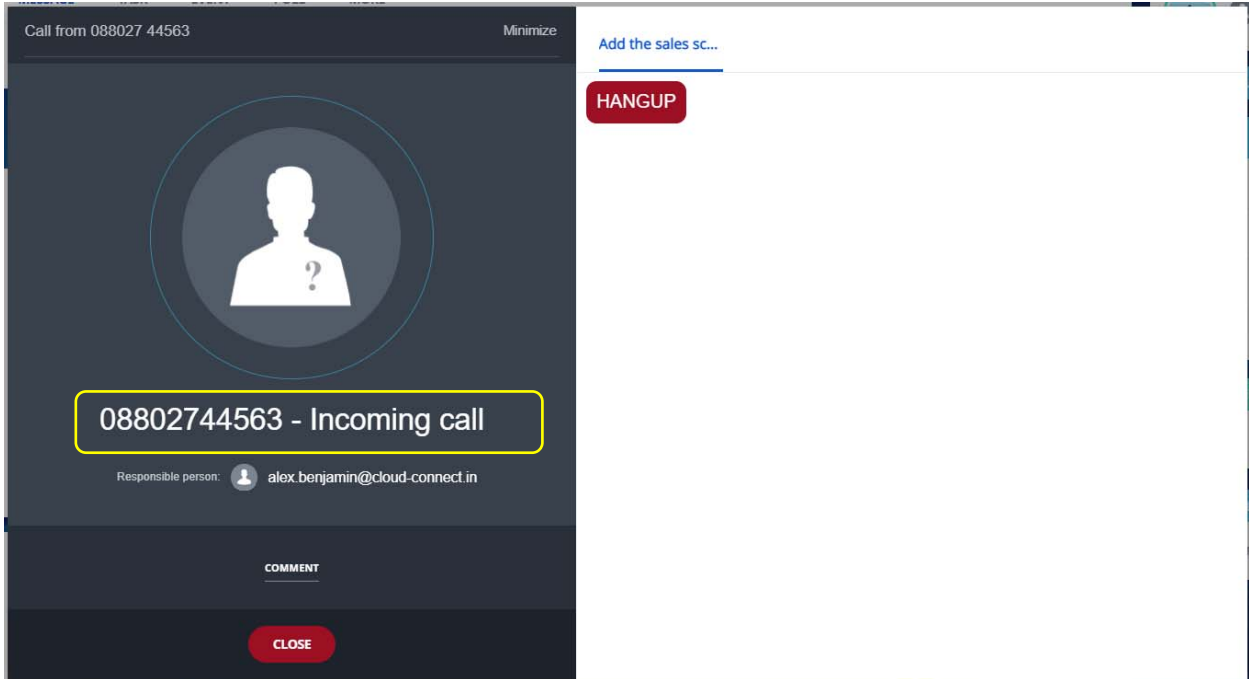 Call from 088027 44563
Minimize
Add the sales sc...
HANGUP
?
08802744563 - Incoming call
Responsible person: alex.benjamin@cloud-connect.in
COMMENT
CLOSE